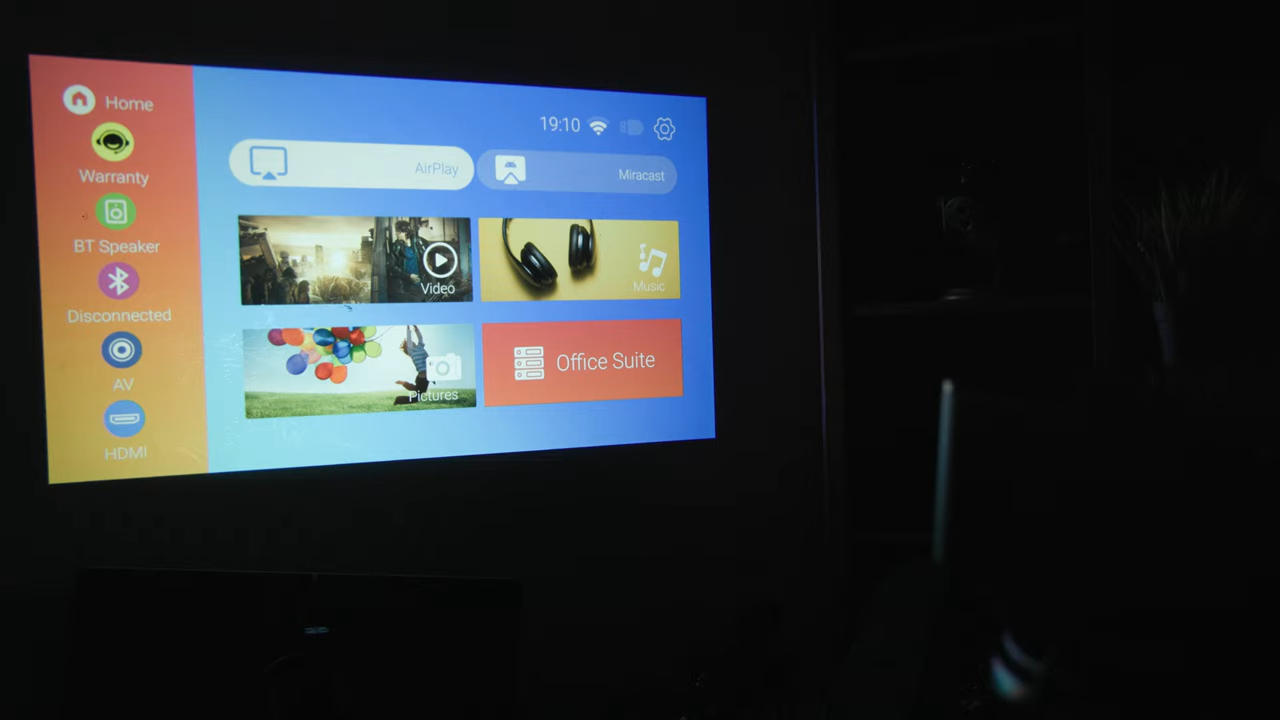 Home
Warranty
BT Speaker
Disconnected
AV
HDMI
19:10
AirPlay
Miracast
Video
Music
Pictures
Office Suite